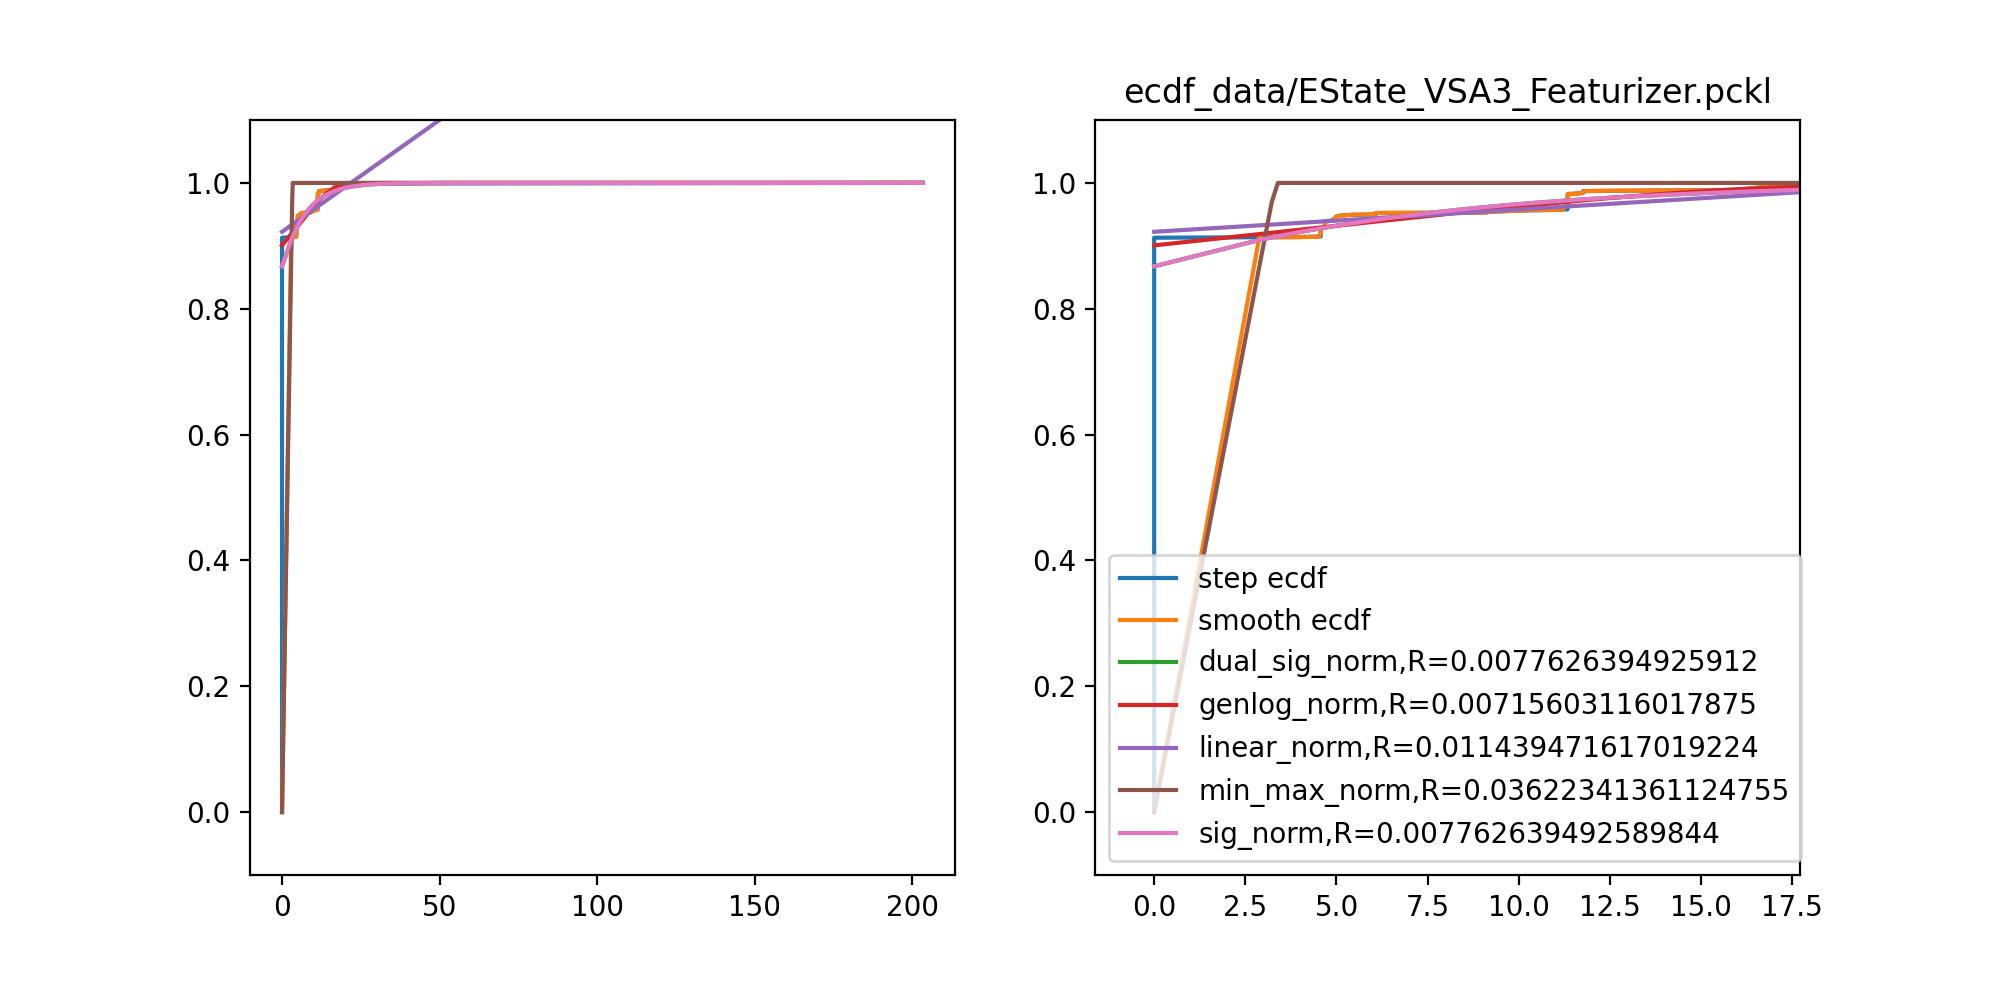 ecdf_data/EState_VSA3_Featurizer.pckl
1.0
0.8
0.6
0.4
0.2
0.0
0 50 100 150 200
1.0
0.8
0.6
0.4
0.2
0.0
0.0 2.5 5.0 7.5 10.0 12.5 15.0 17.5
step ecdf
smooth ecdf
dual_sig_norm,R=0.0077626394925912
genlog_norm,R=0.00715603116017875
linear_norm,R=0.011439471617019224
min_max_norm,R=0.03622341361124755
sig_norm,R=0.007762639492589844